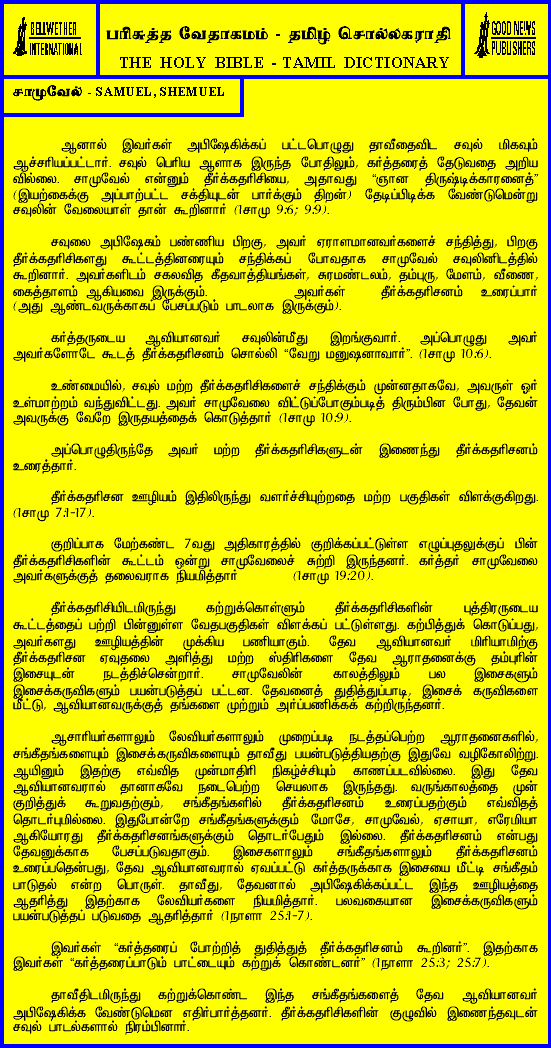 BELLWETHER
INTERNATIONAL
பரிசுத்த வேதாகமம் - தமிழ் சொல்லகராதி
THE HOLY BIBLE - TAMIL DICTIONARY
GOOD NEWS
PUBLISHERS
சாமுவேல் - SAMUEL, SHEMUEL
ஆனால் இவர்கள் அபிஷேகிக்கப் பட்டபொழுது தாவீதைவிட சவுல் மிகவும்
ஆச்சரியப்பட்டார். சவுல் பெரிய ஆளாக இருந்த போதிலும், கர்த்தரைத் தேடுவதை அறிய
வில்லை. சாமுவேல் என்னும் தீர்க்கதரிசியை, அதாவது “ஞான திருஷ்டிக்காரனைத்”
(இயற்கைக்கு அப்பாற்பட்ட சக்தியுடன் பார்க்கும் திறன்) தேடிப்பிடிக்க வேண்டுமென்று
சவுலின் வேலையாள் தான் கூறினார் (1சாமு 9:6; 9:9).
சவுலை அபிஷேகம் பண்ணிய பிறகு, அவர் ஏராளமானவர்களைச் சந்தித்து, பிறகு
தீர்க்கதரிசிகளது கூட்டத்தினரையும் சந்திக்கப் போவதாக சாமுவேல் சவுலினிடத்தில்
கூறினார். அவர்களிடம் சகலவித கீதவாத்தியங்கள், சுரமண்டலம், தம்புரு, மேளம், வீணை,
கைத்தாளம் ஆகியவை இருக்கும். அவர்கள் தீர்க்கதரிசனம் உரைப்பார்
(அது ஆண்டவருக்காகப் பேசப்படும் பாடலாக இருக்கும்).
கர்த்தருடைய ஆவியானவர் சவுலின்மீது இறங்குவார். அப்பொழுது அவர்
அவர்களோடே கூடத் தீர்க்கதரிசனம் சொல்லி “வேறு மனுஷனாவார்”. (1சாமு 10:6).
உண்மையில், சவுல் மற்ற தீர்க்கதரிசிகளைச் சந்திக்கும் முன்னதாகவே, அவருள் ஓர்
உள்மாற்றம் வந்துவிட்டது. அவர் சாமுவேலை விட்டுப்போகும்படித் திரும்பின போது, தேவன்
அவருக்கு வேறே இருதயத்தைக் கொடுத்தார் (1சாமு 10:9).
அப்பொழுதிருந்தே அவர் மற்ற தீர்க்கதரிசிகளுடன் இணைந்து தீர்க்கதரிசனம்
உரைத்தார்.
தீர்க்கதரிசன ஊழியம் இதிலிருந்து வளர்ச்சியுற்றதை மற்ற பகுதிகள் விளக்குகிறது.
(1சாமு 7:1-17).
குறிப்பாக மேற்கண்ட 7வது அதிகாரத்தில் குறிக்கப்பட்டுள்ள எழுப்புதலுக்குப் பின்
தீர்க்கதரிசிகளின் கூட்டம் ஒன்று சாமுவேலைச் சுற்றி இருந்தனர். கர்த்தர் சாமுவேலை
அவர்களுக்குத் தலைவராக நியமித்தார் (1சாமு 19:20).
தீர்க்கதரிசியிடமிருந்து கற்றுக்கொள்ளும் தீர்க்கதரிசிகளின் புத்திரருடைய
கூட்டத்தைப் பற்றி பின்னுள்ள வேதபகுதிகள் விளக்கப் பட்டுள்ளது. கற்பித்துக் கொடுப்பது,
அவர்களது ஊழியத்தின் முக்கிய பணியாகும். தேவ ஆவியானவர் மிரியாமிற்கு
தீர்க்கதரிசன ஏவுதலை அளித்து மற்ற ஸ்திரிகளை தேவ ஆராதனைக்கு தம்புரின்
இசையுடன் நடத்திச்சென்றார். சாமுவேலின் காலத்திலும் பல இசைகளும்
இசைக்கருவிகளும் பயன்படுத்தப் பட்டன. தேவனைத் துதித்துப்பாடி, இசைக் கருவிகளை
மீட்டு, ஆவியானவருக்குத் தங்களை முற்றும் அர்ப்பணிக்கக் கற்றிருந்தனர்.
ஆசாரியர்களாலும் லேவியர்களாலும் முறைப்படி நடத்தப்பெற்ற ஆராதனைகளில்,
சங்கீதங்களையும் இசைக்கருவிகளையும் தாவீது பயன்படுத்தியதற்கு இதுவே வழிகோலிற்று.
ஆயினும் இதற்கு எவ்வித முன்மாதிரி நிகழ்ச்சியும் காணப்படவில்லை. இது தேவ
ஆவியானவரால் தானாகவே நடைபெற்ற செயலாக இருந்தது. வருங்காலத்தை முன்
குறித்துக் கூறுவதற்கும், சங்கீதங்களில் தீர்க்கதரிசனம் உரைப்பதற்கும் எவ்விதத்
தொடர்புமில்லை. இதுபோன்றே சங்கீதங்களுக்கும் மோசே, சாமுவேல், ஏசாயா, எரேமியா
ஆகியோரது தீர்க்கதரிசனங்களுக்கும் தொடர்பேதும் இல்லை. தீர்க்கதரிசனம் என்பது
தேவனுக்காக பேசப்படுவதாகும். இசைகளாலும் சங்கீதங்களாலும் தீர்க்கதரிசனம்
உரைப்பதென்பது, தேவ ஆவியானவரால் ஏவப்பட்டு கர்த்தருக்காக இசையை மீட்டி சங்கீதம்
பாடுதல் என்ற பொருள். தாவீது, தேவனால் அபிஷேகிக்கப்பட்ட இந்த ஊழியத்தை
ஆதரித்து இதற்காக லேவியர்களை நியமித்தார். பலவகையான இசைக்கருவிகளும்
பயன்படுத்தப் படுவதை ஆதரித்தார் (1நாளா 25:1-7).
இவர்கள் “கர்த்தரைப் போற்றித் துதித்துத் தீர்க்கதரிசனம் கூறினர்”. இதற்காக
இவர்கள் “கர்த்தரைப்பாடும் பாட்டையும் கற்றுக் கொண்டனர்” (1நாளா 25:3; 25:7).
தாவீதிடமிருந்து கற்றுக்கொண்ட இந்த சங்கீதங்களைத் தேவ ஆவியானவர்
அபிஷேகிக்க வேண்டுமென எதிர்பார்த்தனர். தீர்க்கதரிசிகளின் குழுவில் இணைந்தவுடன்
சவுல் பாடல்களால் நிரம்பினார்.